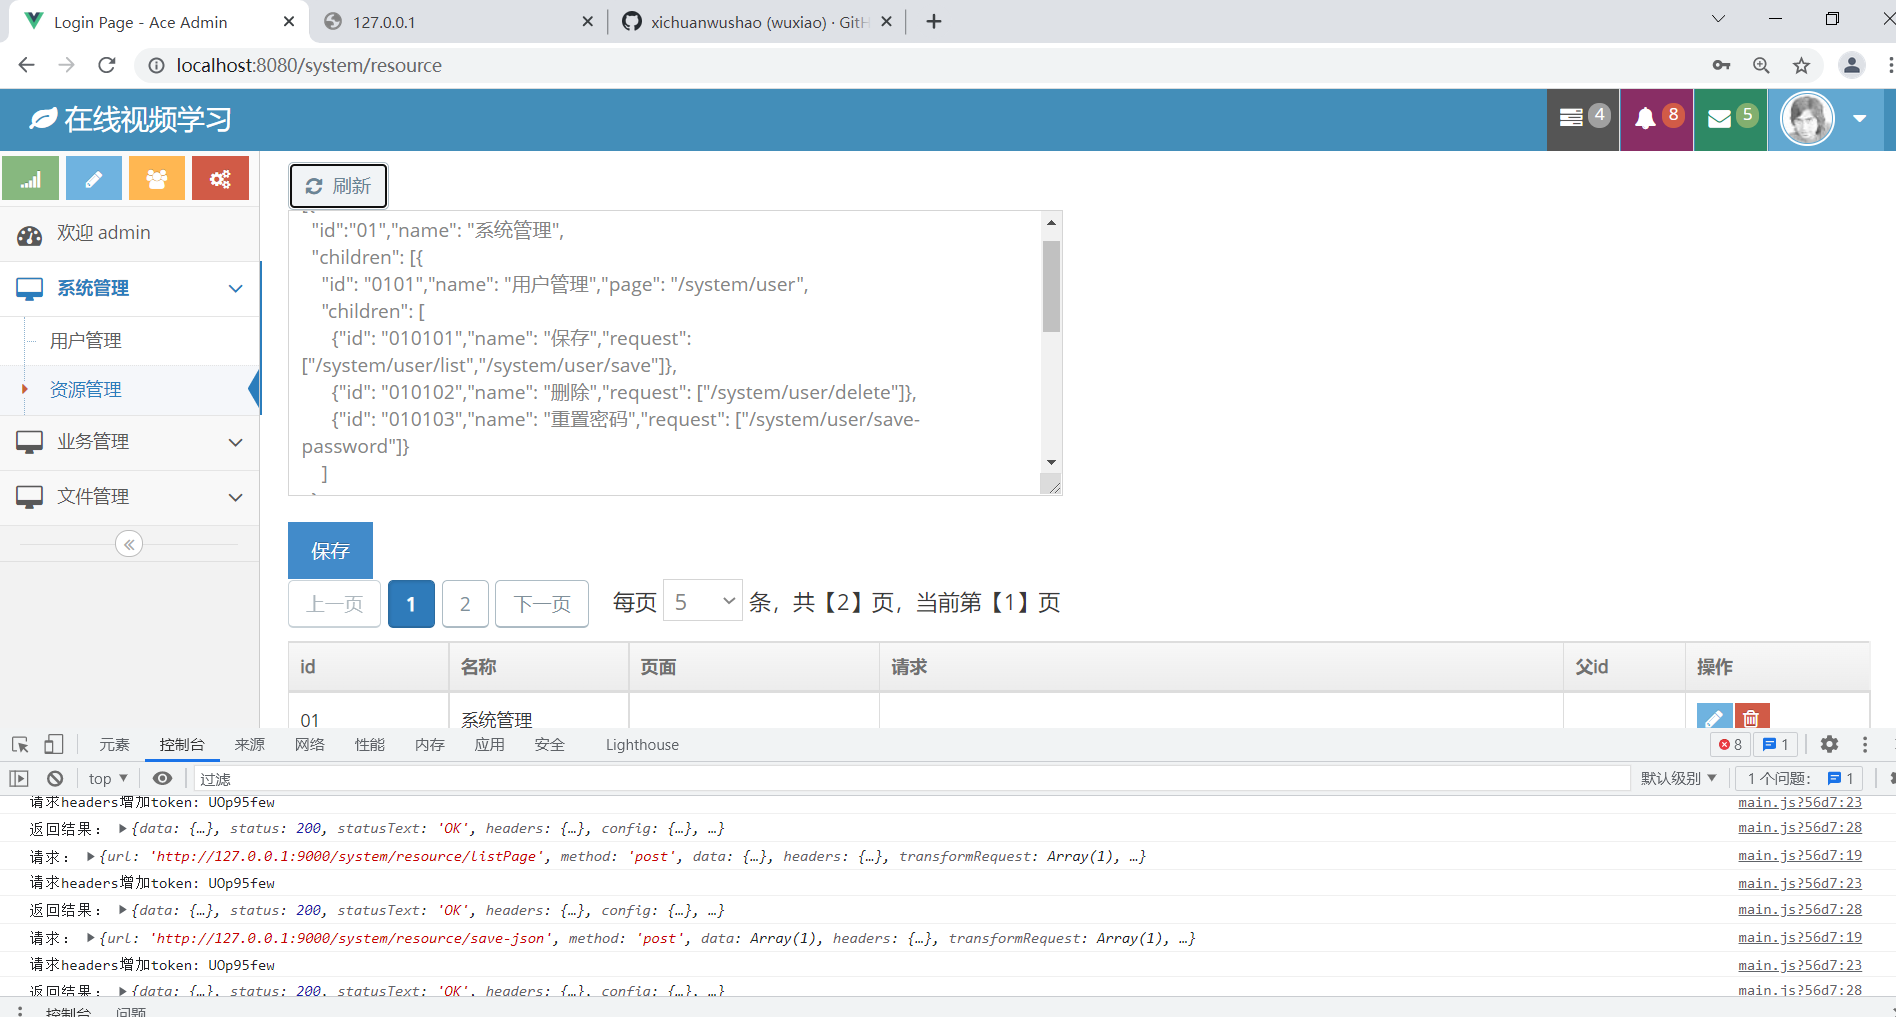 Login Page - Ace Admin
127.0.0.1
xichuanwushao (wuxiao) · GitH
localhost:8080/system/resource
在线视频学习
4
8
5
刷新
欢迎 admin
系统管理
用户管理
资源管理
业务管理
文件管理
"id":"01","name": "系统管理",
"children": [{
"id": "0101","name": "用户管理","page": "/system/user",
"children": [
{"id": "010101","name": "保存","request":
["/system/user/list","/system/user/save"]},
{"id": "010102","name": "删除","request": ["/system/user/delete"]},
{"id": "010103","name": "重置密码","request": ["/system/user/save-
password"]}
]
保存
上一页 1 2 下一页 每页 5 条，共【2】页，当前第【1】页
id 名称 页面 请求 父id 操作
01 系统管理
元素 控制台 来源 网络 性能 内存 应用 安全 Lighthouse 8 1
top 过滤 默认级别 1 个问题： 1
请求headers增加token: UOp95few main.js?56d7:23
返回结果： {data: {…}, status: 200, statusText: 'OK', headers: {…}, config: {…}, …} main.js?56d7:28
请求： {url: 'http://127.0.0.1:9000/system/resource/listPage', method: 'post', data: {…}, headers: {…}, transformRequest: Array(1), …} main.js?56d7:19
请求headers增加token: UOp95few main.js?56d7:23
返回结果： {data: {…}, status: 200, statusText: 'OK', headers: {…}, config: {…}, …} main.js?56d7:28
请求： {url: 'http://127.0.0.1:9000/system/resource/save-json', method: 'post', data: Array(1), headers: {…}, transformRequest: Array(1), …} main.js?56d7:19
请求headers增加token: UOp95few main.js?56d7:23
返回结果： {data: {…}, status: 200, statusText: 'OK', headers: {…}, config: {…}, …} main.js?56d7:28
控制台 问题